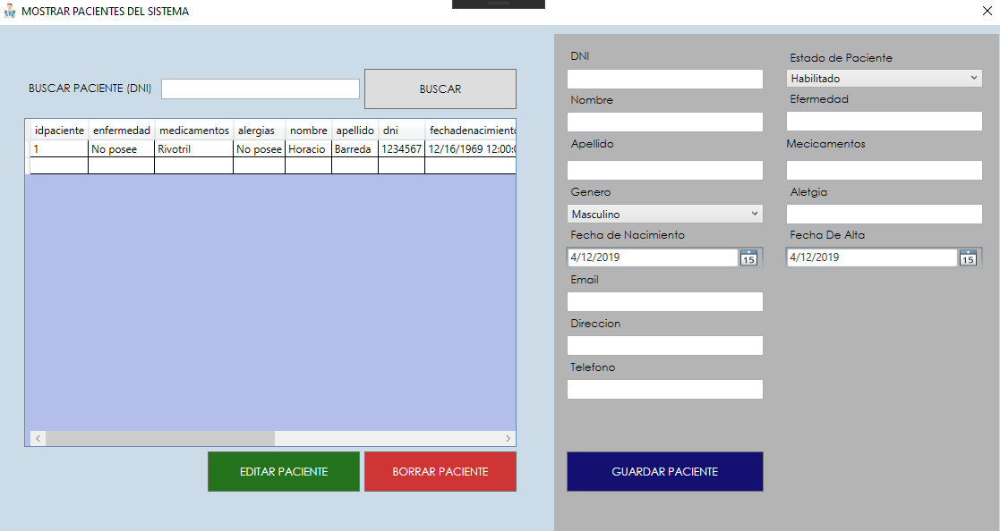 MOSTRAR PACIENTES DEL SISTEMA
BUSCAR PACIENTE (DNI)
BUSCAR
idpaciente enfermedad medicamentos alergias nombre apellido dni fechadenacimiento
1 No posee Rivotril No posee Horacio Barreda 1234567 12/16/1969 12:00:0
EDITAR PACIENTE
BORRAR PACIENTE
DNI
Nombre
Apellido
Genero
Masculino
Fecha de Nacimiento
4/12/2019
15
Email
Direccion
Telefono
GUARDAR PACIENTE
Estado de Paciente
Habilitado
Efermedad
Mecicamentos
Aletgia
Fecha De Alta
4/12/2019
15